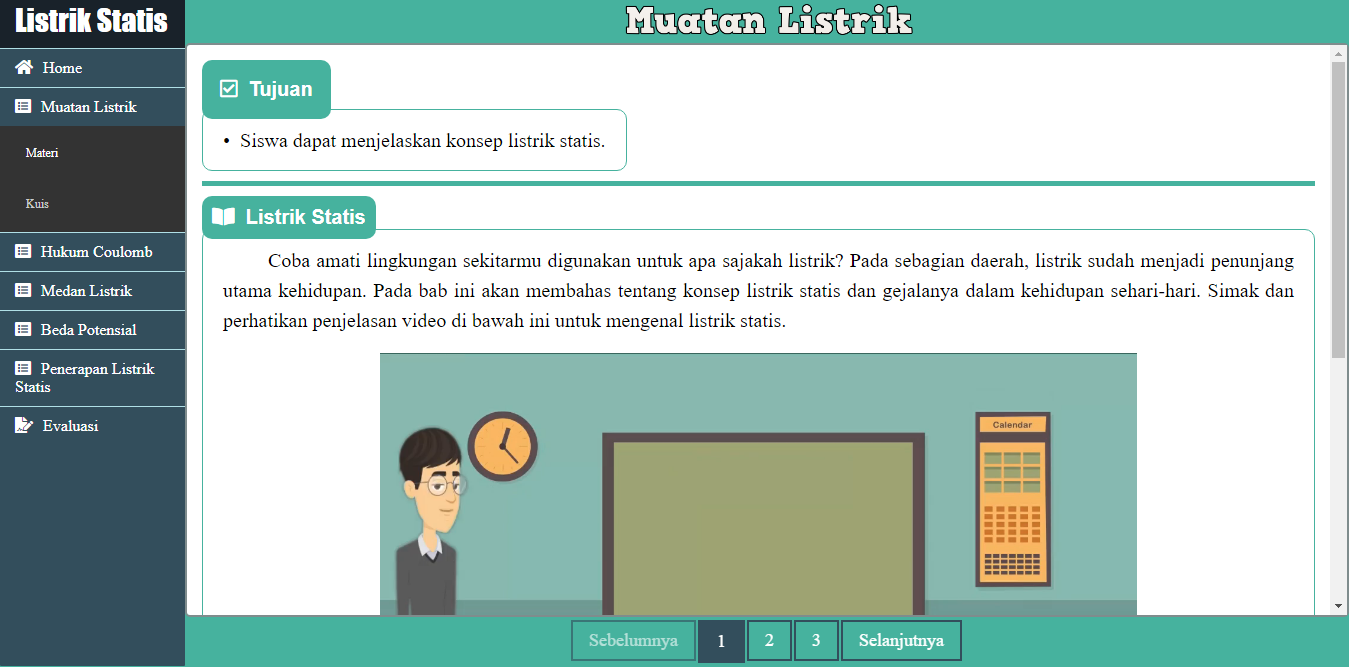 Listrik Statis
Muatan Listrik
Home
Muatan Listrik
Materi
Kuis
Hukum Coulomb
Medan Listrik
Beda Potensial
Penerapan Listrik
Statis
Evaluasi
Tujuan
• Siswa dapat menjelaskan konsep listrik statis.
Listrik Statis
Coba amati lingkungan sekitarmu digunakan untuk apa sajakah listrik? Pada sebagian daerah, listrik sudah menjadi penunjang
utama kehidupan. Pada bab ini akan membahas tentang konsep listrik statis dan gejalanya dalam kehidupan sehari-hari. Simak dan
perhatikan penjelasan video di bawah ini untuk mengenal listrik statis.
Calendar
Sebelumnya 1 2 3 Selanjutnya